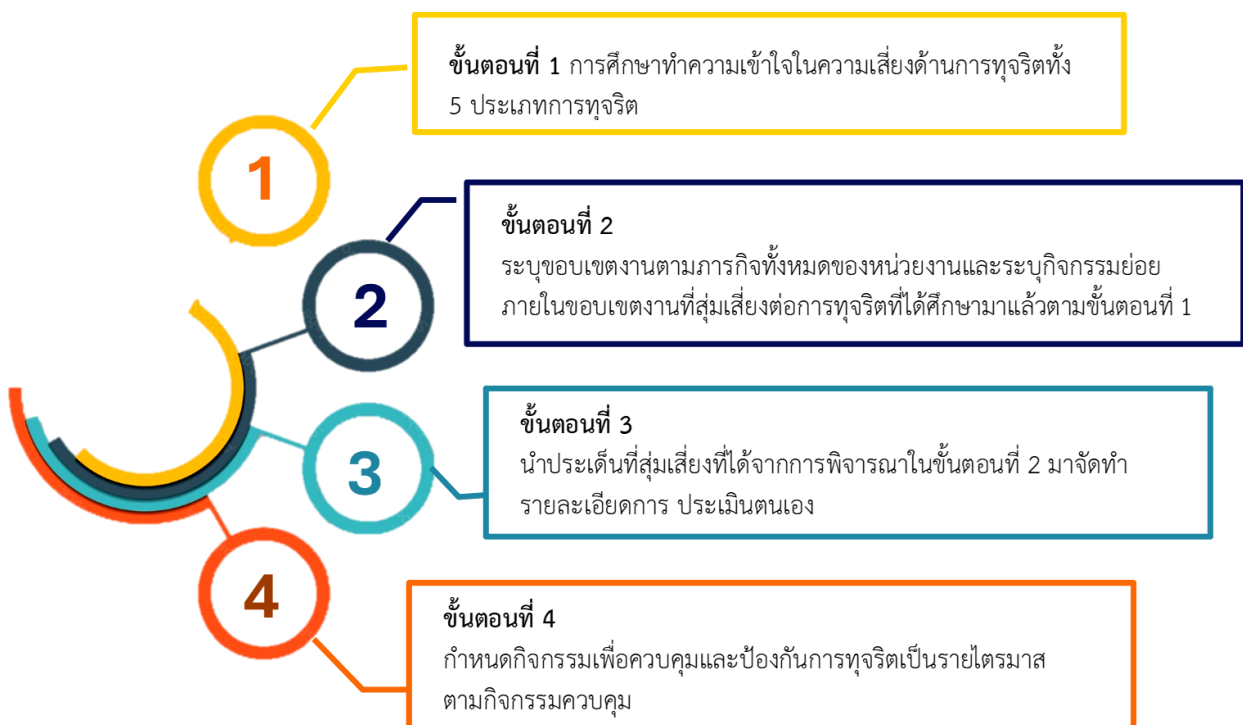 1
ขั้นตอนที่ 1 การศึกษาทำความเข้าใจในความเสี่ยงด้านการทุจริตทั้ง
5 ประเภทการทุจริต
2
ขั้นตอนที่ 2
ระบุขอบเขตงานตามภารกิจทั้งหมดของหน่วยงานและระบุกิจกรรมย่อย
ภายในขอบเขตงานที่สุ่มเสี่ยงต่อการทุจริตที่ได้ศึกษามาแล้วตามขั้นตอนที่ 1
3
ขั้นตอนที่ 3
นำประเด็นที่สุ่มเสี่ยงที่ได้จากการพิจารณาในขั้นตอนที่ 2 มาจัดทำ
รายละเอียดการ ประเมินตนเอง
4
ขั้นตอนที่ 4
กำหนดกิจกรรมเพื่อควบคุมและป้องกันการทุจริตเป็นรายไตรมาส
ตามกิจกรรมควบคุม